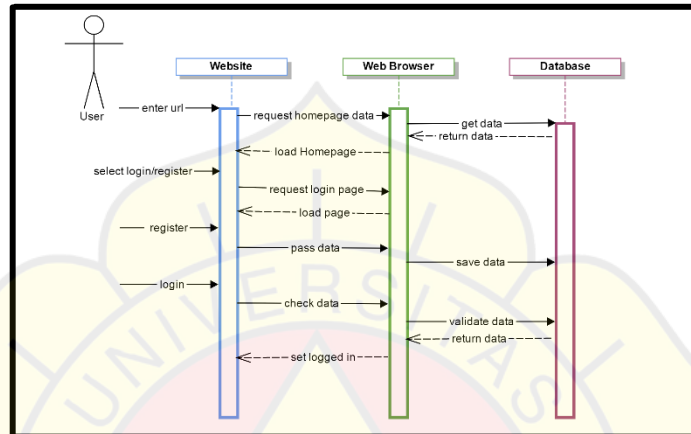 Website
Web Browser
Database
User
enter url
request homepage data
get data
return data
load Homepage
select login/register
request login page
load page
register
pass data
save data
login
check data
validate data
return data
set logged in
UNIVERSITAS